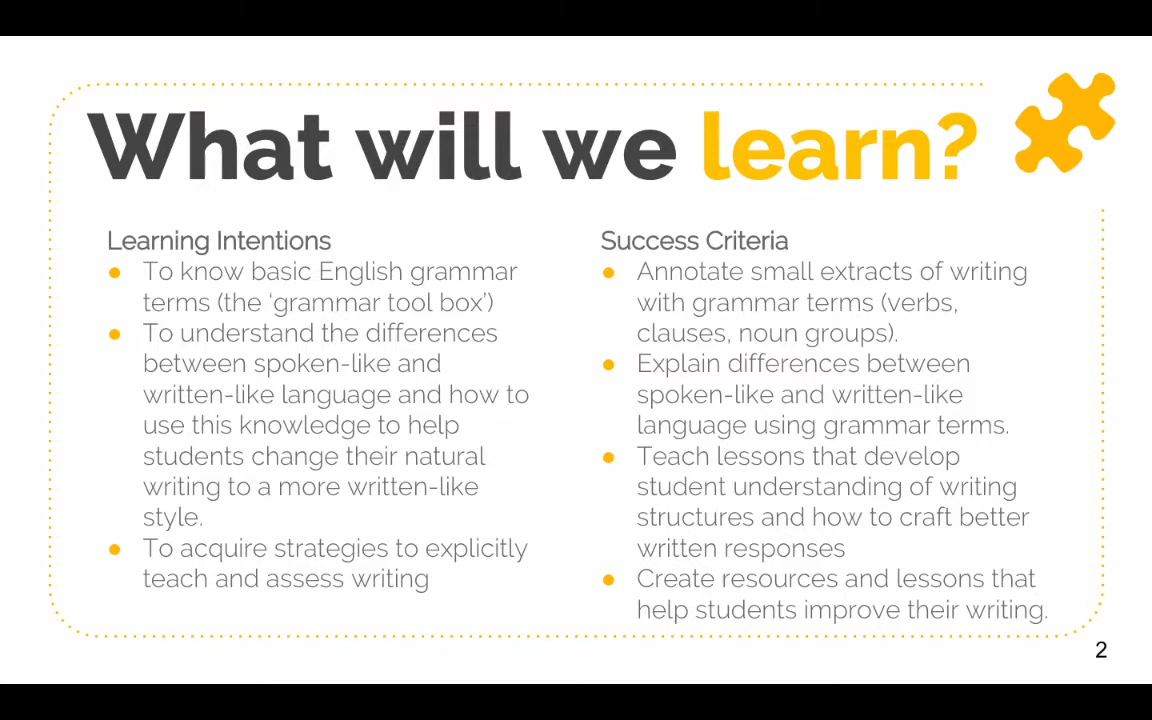 What will we learn?
Learning Intentions
● To know basic English grammar
terms (the ‘grammar tool box’)
● To understand the differences
between spoken-like and
written-like language and how to
use this knowledge to help
students change their natural
writing to a more written-like
style.
● To acquire strategies to explicitly
teach and assess writing
Success Criteria
● Annotate small extracts of writing
with grammar terms (verbs,
clauses, noun groups).
● Explain differences between
spoken-like and written-like
language using grammar terms.
● Teach lessons that develop
student understanding of writing
structures and how to craft better
written responses
● Create resources and lessons that
help students improve their writing.
2